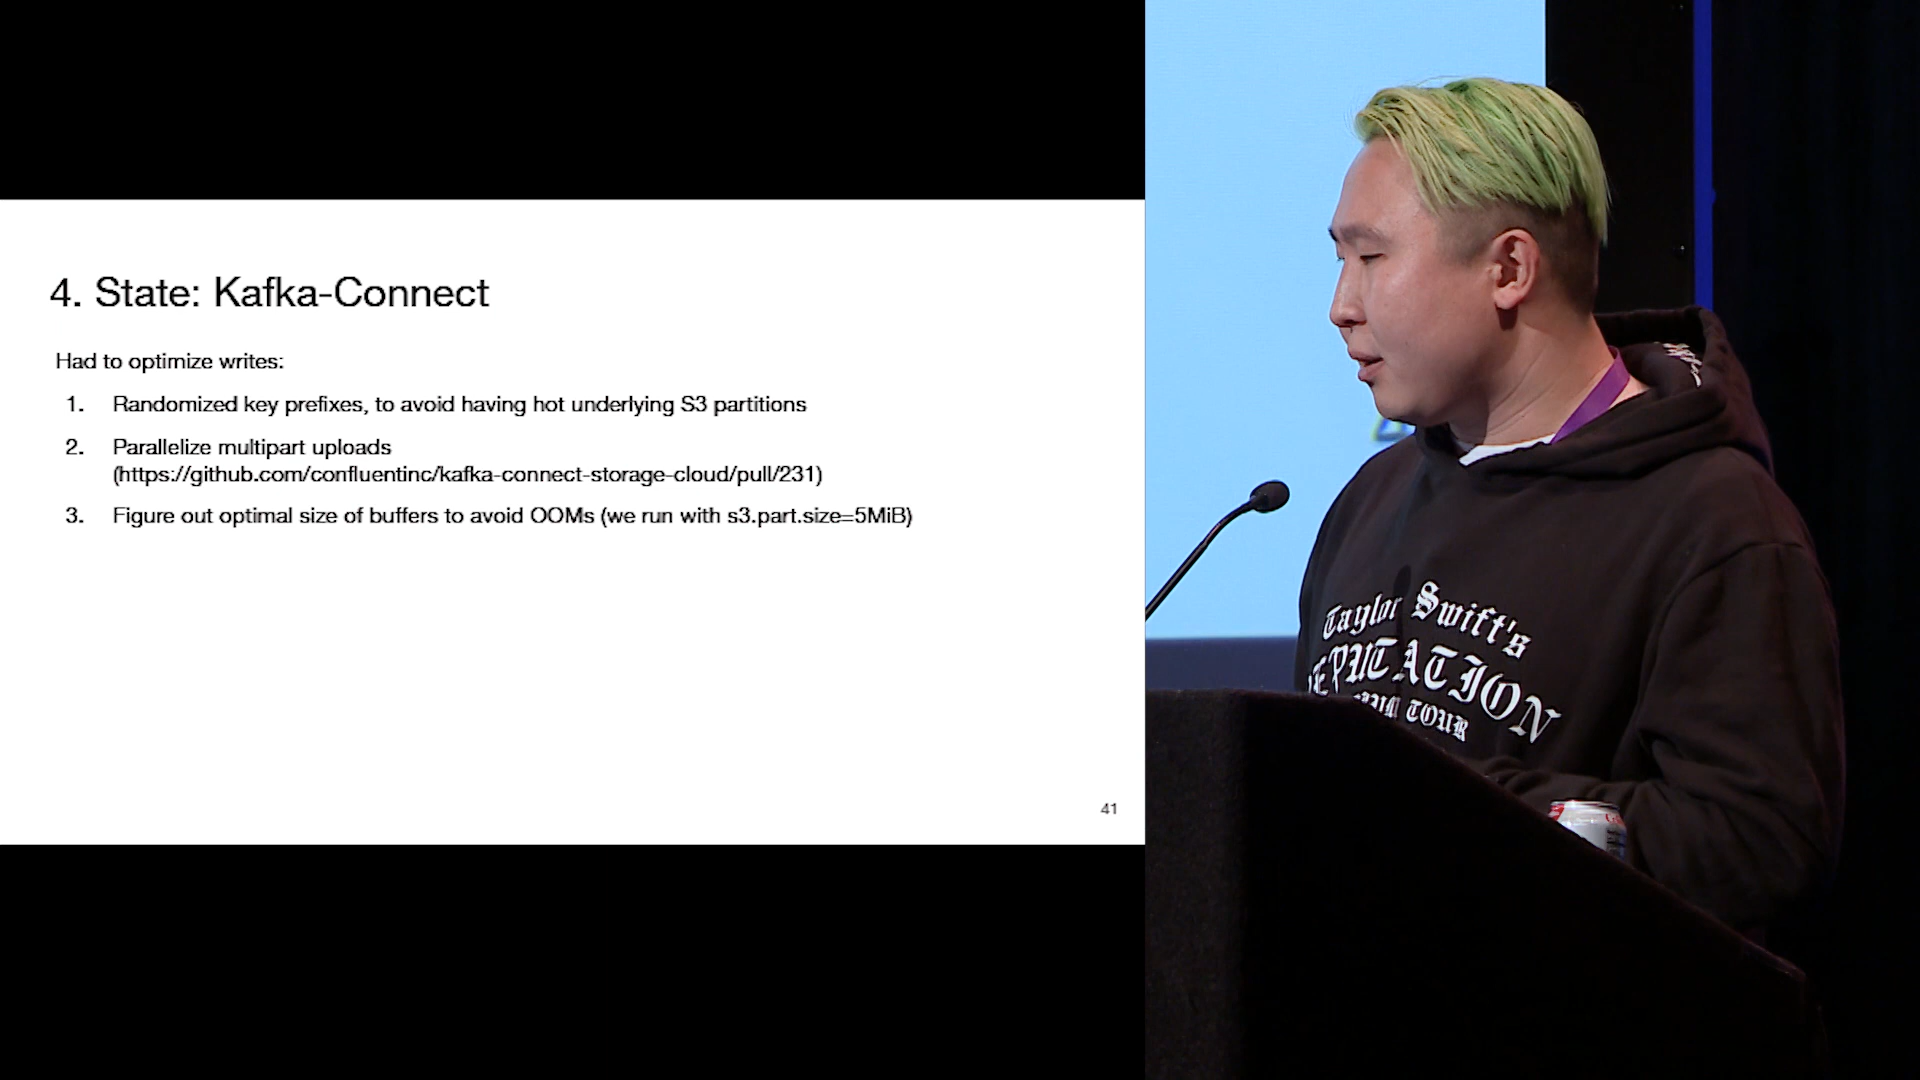 4. State: Kafka-Connect
Had to optimize writes:
1. Randomized key prefixes, to avoid having hot underlying S3 partitions
2. Parallelize multipart uploads
(https://github.com/confluentinc/kafka-connect-storage-cloud/pull/231)
3. Figure out optimal size of buffers to avoid OOMs (we run with s3.part.size=5MiB)
41
Taylor Swift's
EPUTATION
TOUR